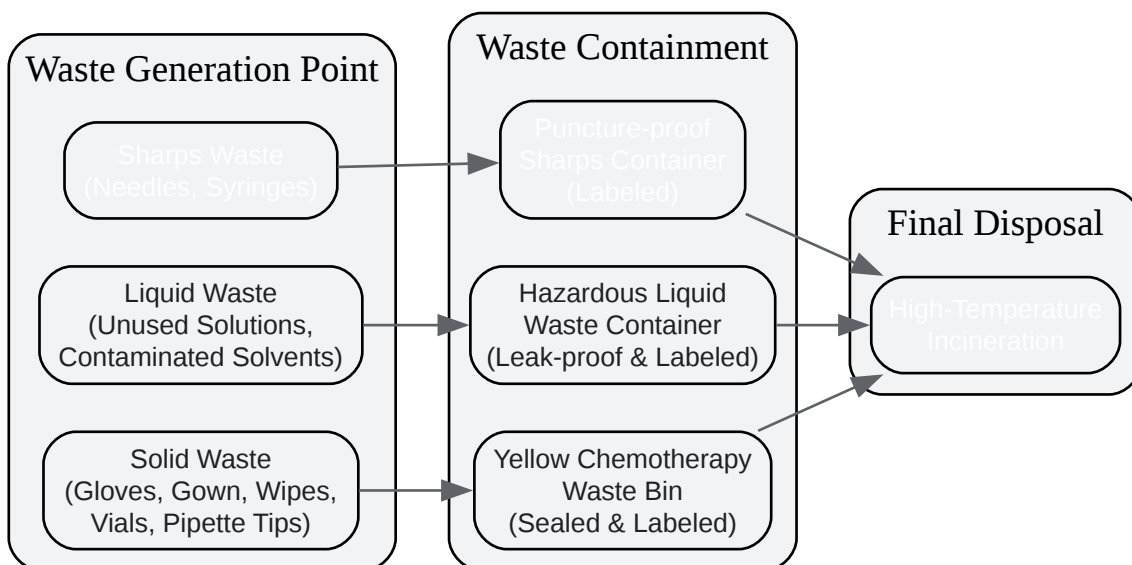 Waste Generation Point
Sharps Waste
(Needles, Syringes)
Liquid Waste
(Unused Solutions,
Contaminated Solvents)
Solid Waste
(Gloves, Gown, Wipes,
Vials, Pipette Tips)
Waste Containment
Puncture-proof
Sharps Container
(Labeled)
Hazardous Liquid
Waste Container
(Leak-proof & Labeled)
Yellow Chemotherapy
Waste Bin
(Sealed & Labeled)
Final Disposal
High-Temperature
Incineration